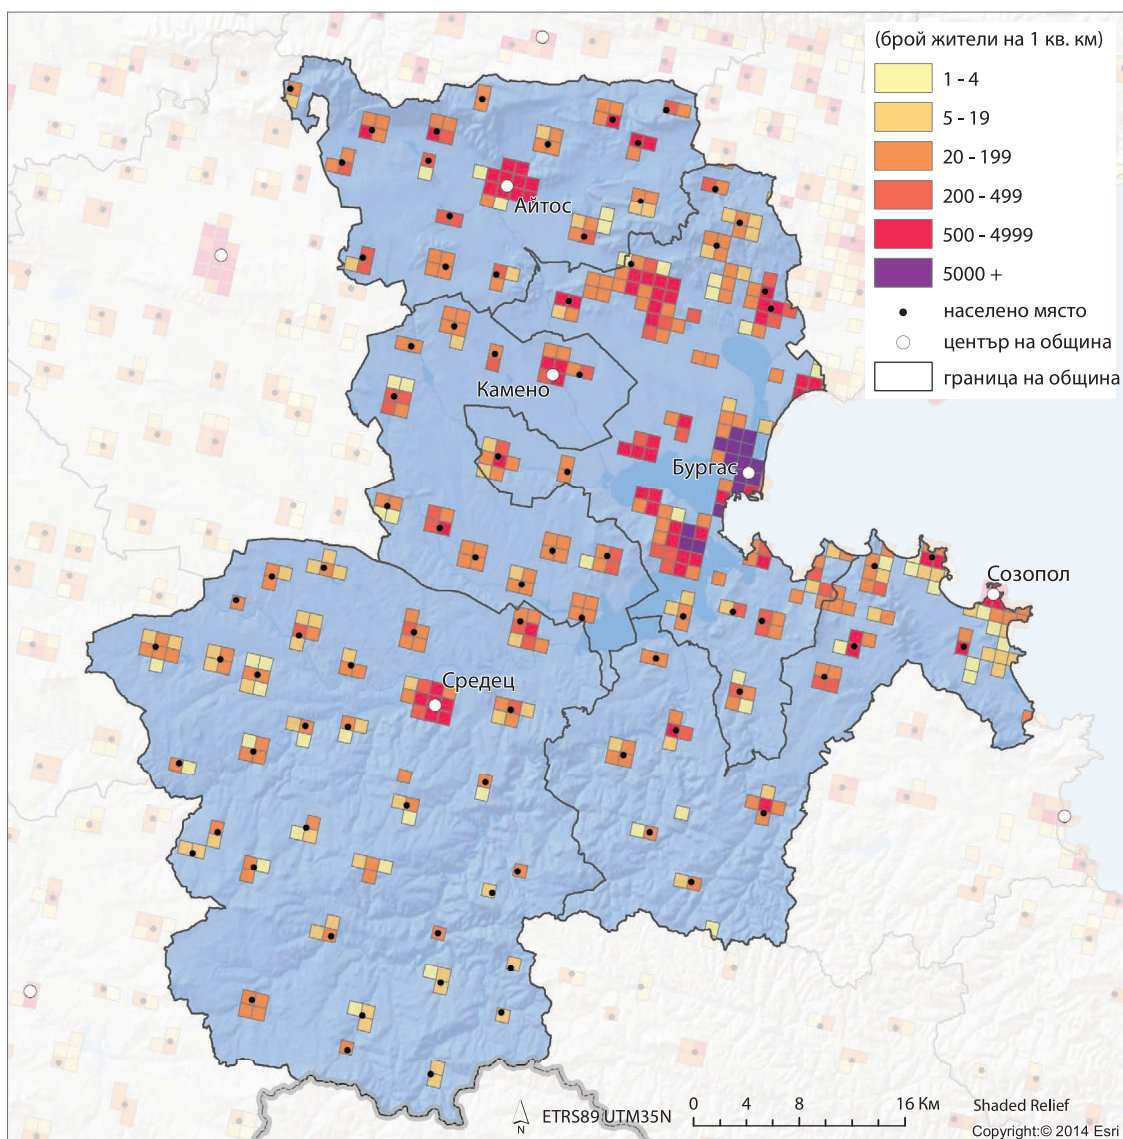 (брой жители на 1 кв. км)
1 - 4
5 - 19
20 - 199
200 - 499
500 - 4999
5000 +
населено място
център на община
граница на община
Айтос
Камено
Бургас
Созопол
Средец
ETRS89 UTM35N
N
0 4 8 16 Км
Shaded Relief
Copyright:© 2014 Esri